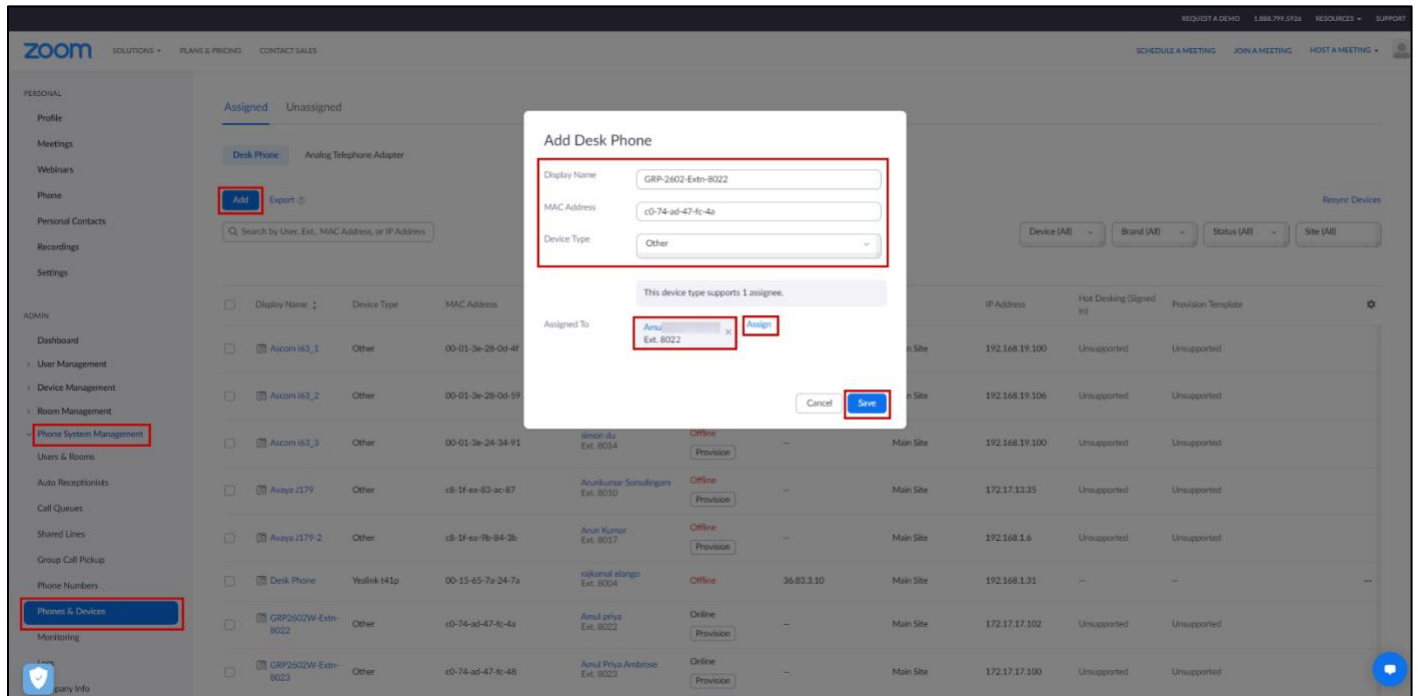 REQUEST A DEMO 1.888.799.5926 RESOURCES SUPPORT
zoom SOLUTIONS PLANS & PRICING CONTACT SALES SCHEDULE A MEETING JOIN A MEETING HOST A MEETING
PERSONAL
Profile
Meetings
Webinars
Phone
Personal Contacts
Recordings
Settings
ADMIN
Dashboard
User Management
Device Management
Room Management
Phone System Management
Users & Rooms
Auto Receptionists
Call Queues
Shared Lines
Group Call Pickup
Phone Numbers
Phones & Devices
Monitoring
Logs
pany Info
Assigned Unassigned
Desk Phone Analog Telephone Adapter
Add Export
Resync Devices
Search by User, Ext., MAC Address, or IP Address
Device (All) Brand (All) Status (All) Site (All)
Add Desk Phone
Display Name GRP-2602-Extn-8022
MAC Address c0-74-ad-47-fc-4a
Device Type Other
This device type supports 1 assignee.
Assigned To Amu Assign
Ext. 8022
Cancel Save
Display Name Device Type MAC Address IP Address Hot Desking (Signed In) Provision Template
Ascom i63_1 Other 00-01-3e-28-0d-4f n Site 192.168.19.100 Unsupported Unsupported
Ascom i63_2 Other 00-01-3e-28-0d-59 n Site 192.168.19.106 Unsupported Unsupported
Ascom i63_3 Other 00-01-3e-24-34-91 simon du Ext. 8014 Offline Provision -- Main Site 192.168.19.100 Unsupported Unsupported
Avaya J179 Other c8-1f-ea-83-ac-87 Arunkumar Somalingam Ext. 8010 Offline Provision -- Main Site 172.17.13.35 Unsupported Unsupported
Avaya J179-2 Other c8-1f-ea-9b-84-3b Arun Kumar Ext. 8017 Offline Provision -- Main Site 192.168.1.6 Unsupported Unsupported
Desk Phone Yealink t41p 00-15-65-7a-24-7a rajkamal elango Ext. 8004 Offline 36.83.3.10 Main Site 192.168.1.31 -- -- ...
GRP2602W-Extn-8022 Other c0-74-ad-47-fc-4a Amul priya Ext. 8022 Online Provision -- Main Site 172.17.17.102 Unsupported Unsupported
GRP2602W-Extn-8023 Other c0-74-ad-47-fc-48 Amul Priya Ambrose Ext. 8023 Online Provision -- Main Site 172.17.17.100 Unsupported Unsupported